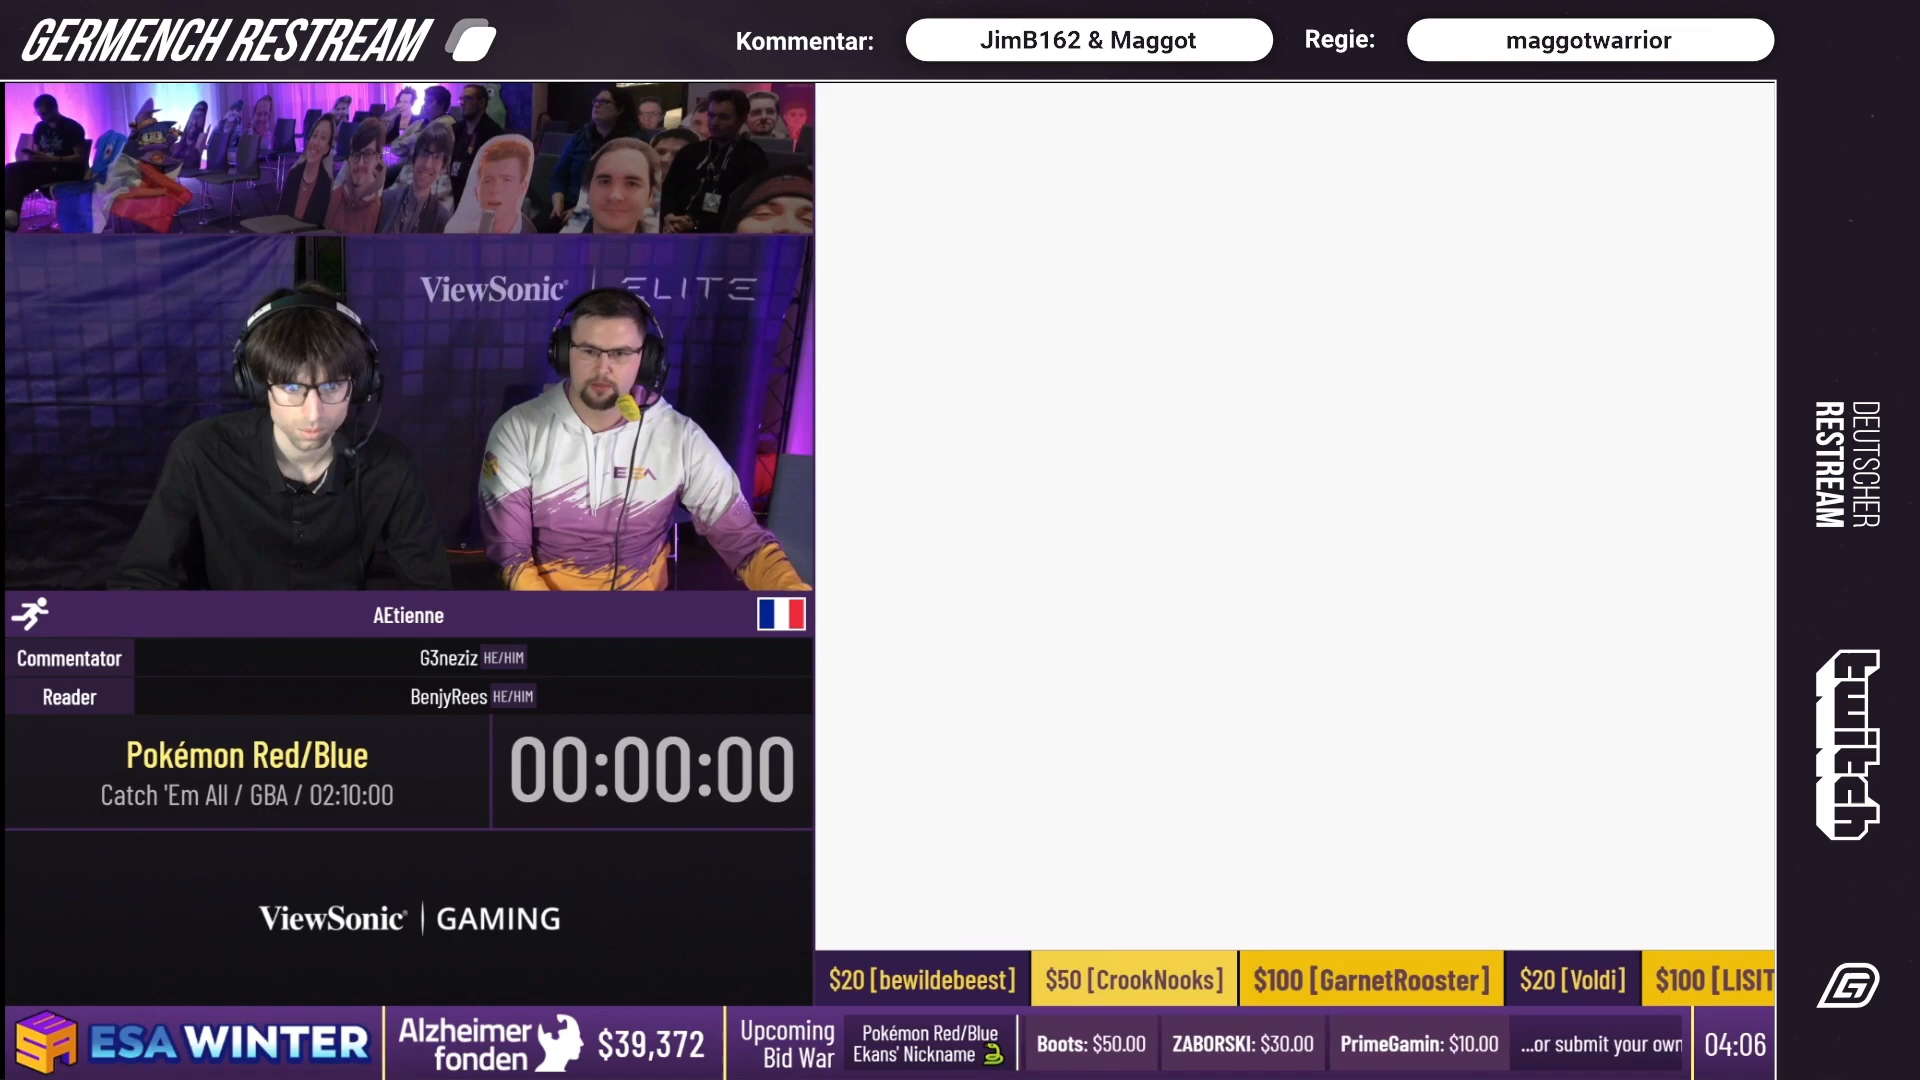 GERMENCH RESTREAM
Kommentar:
JimB162 & Maggot
Regie:
maggotwarrior
ViewSonic ELITE
ESA
AEtienne
Commentator
G3neziz HE/HIM
Reader
BenjyRees HE/HIM
Pokémon Red/Blue
Catch 'Em All / GBA / 02:10:00
00:00:00
ViewSonic | GAMING
$20 [bewildebeest]
$50 [CrookNooks]
$100 [GarnetRooster]
$20 [Voldi]
$100 [LISIT
ESA WINTER
Alzheimer
fonden
$39,372
Upcoming
Bid War
Pokémon Red/Blue
Ekans' Nickname
Boots: $50.00
ZABORSKI: $30.00
PrimeGamin: $10.00
...or submit your own
04:06
DEUTSCHER
RESTREAM
twitch